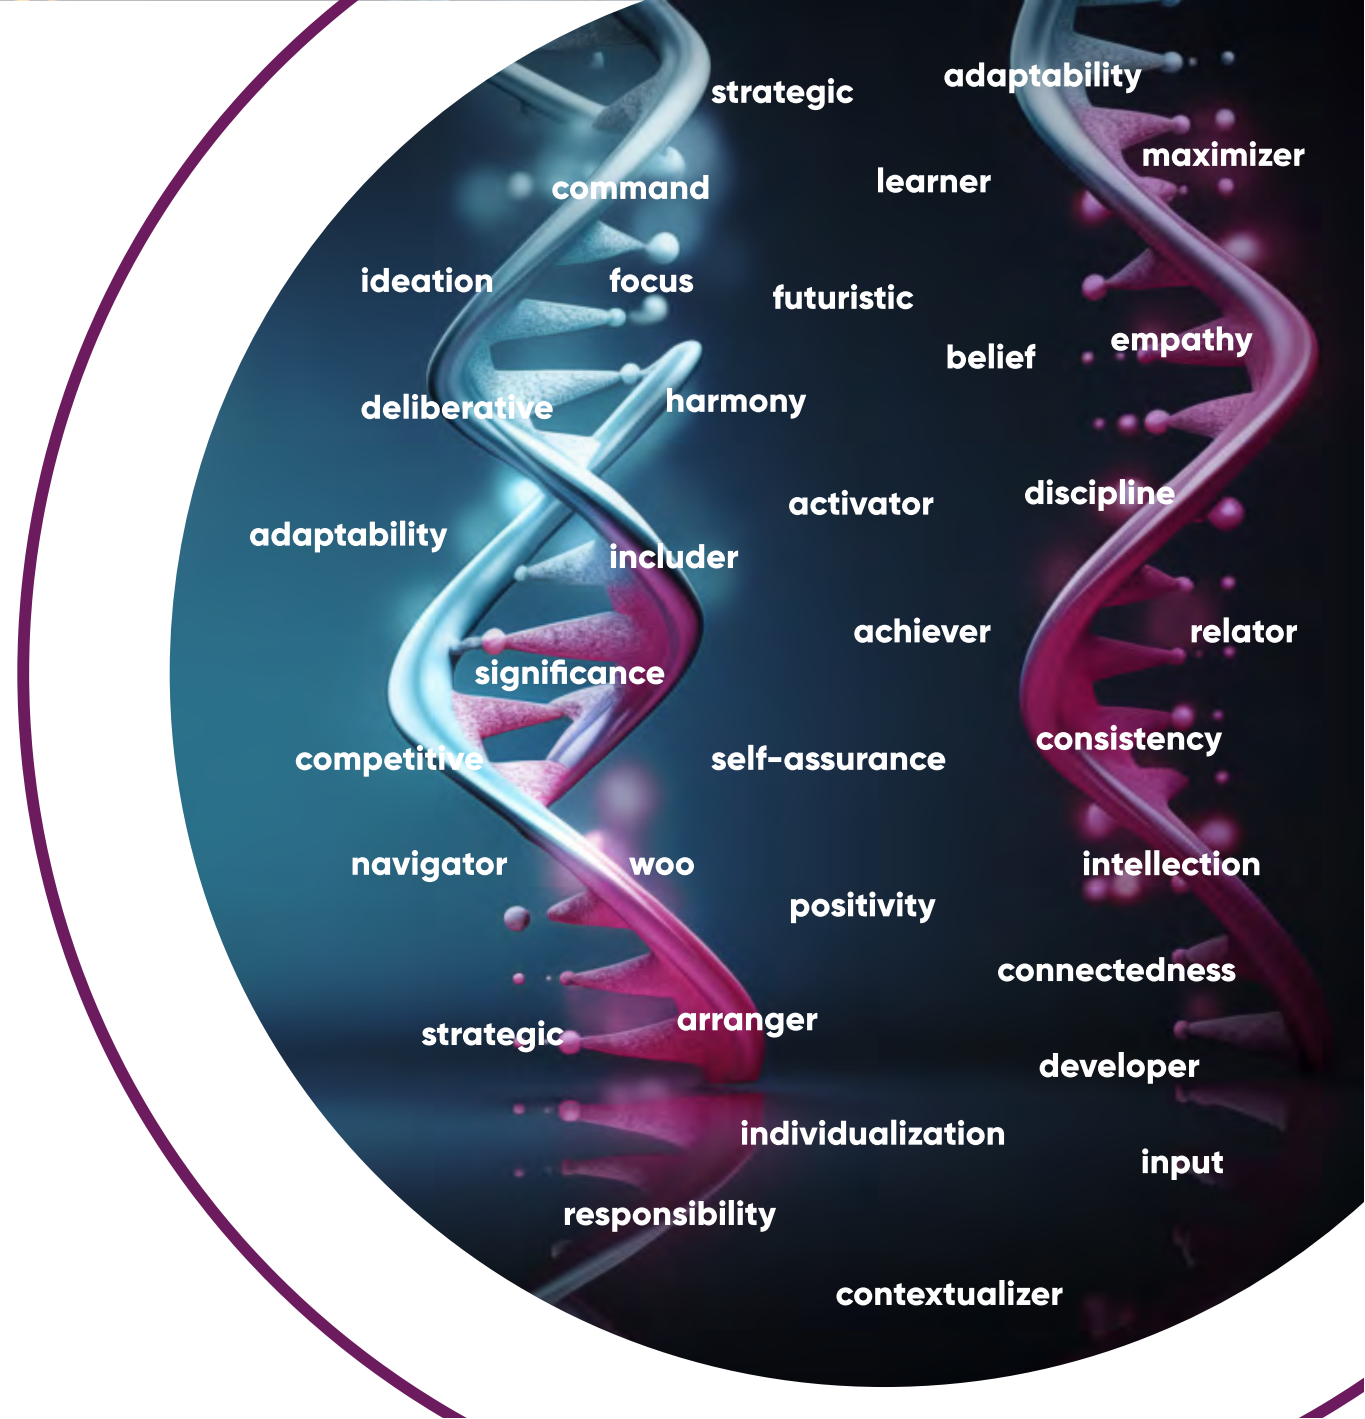 adaptability
strategic
maximizer
learner
command
ideation
focus
futuristic
empathy
belief
harmony
deliberative
discipline
activator
adaptability
includer
achiever
relator
significance
consistency
competitive
self-assurance
navigator
woo
intellection
positivity
connectedness
arranger
strategic
developer
individualization
input
responsibility
contextualizer